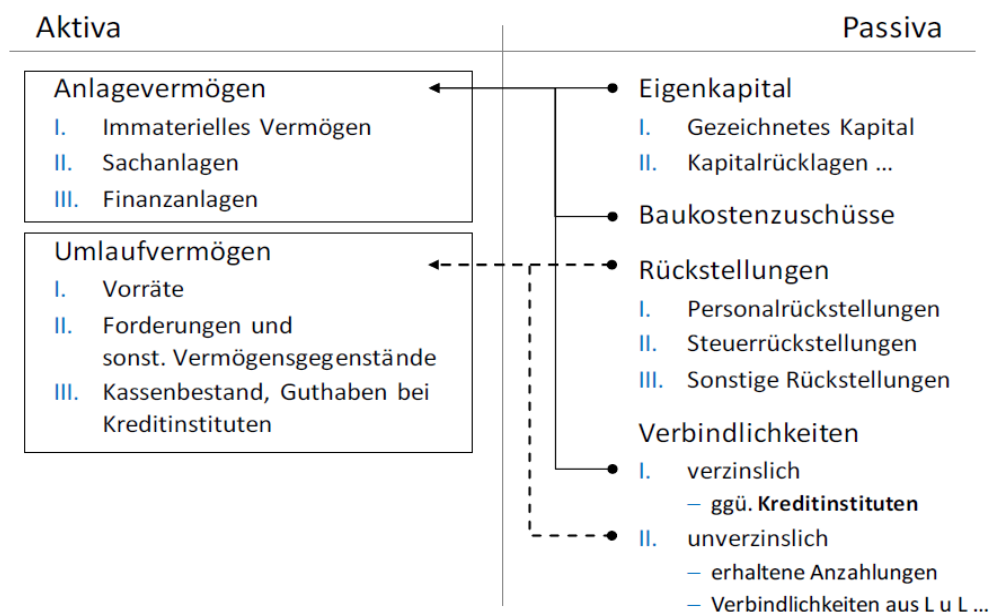 Aktiva
Passiva
Anlagevermögen
I. Immaterielles Vermögen
II. Sachanlagen
III. Finanzanlagen
Umlaufvermögen
I. Vorräte
II. Forderungen und
sonst. Vermögensgegenstände
III. Kassenbestand, Guthaben bei
Kreditinstituten
Eigenkapital
I. Gezeichnetes Kapital
II. Kapitalrücklagen ...
Baukostenzuschüsse
Rückstellungen
I. Personalrückstellungen
II. Steuerrückstellungen
III. Sonstige Rückstellungen
Verbindlichkeiten
I. verzinslich
– ggü. Kreditinstituten
II. unverzinslich
– erhaltene Anzahlungen
– Verbindlichkeiten aus L u L ...